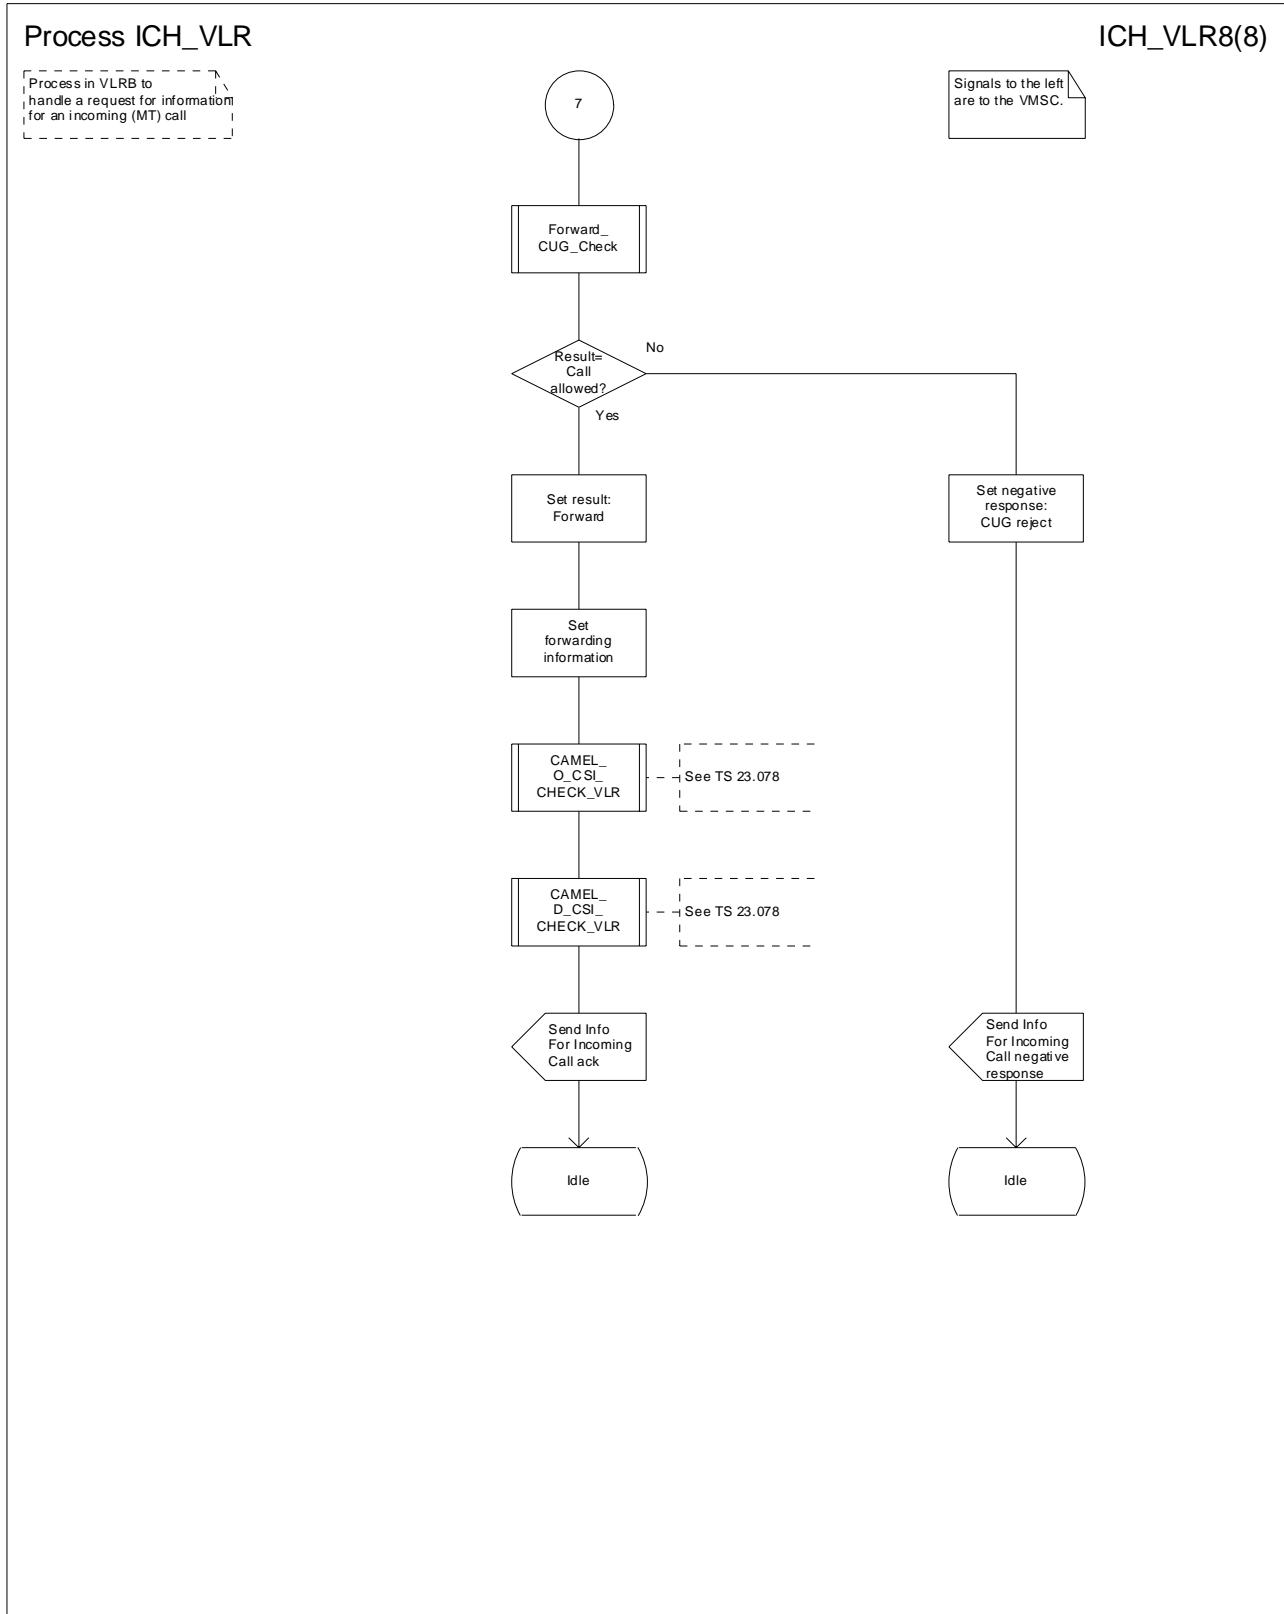 Process ICH_VLR
ICH_VLR8(8)
Process in VLRB to
handle a request for information
for an incoming (MT) call
7
Signals to the left
are to the VMSC.
Forward_
CUG_Check
Result=
Call
allowed?
No
Yes
Set result:
Forward
Set negative
response:
CUG reject
Set
forwarding
information
CAMEL_
O_CSI_
CHECK_VLR
See TS 23.078
CAMEL_
D_CSI_
CHECK_VLR
See TS 23.078
Send Info
For Incoming
Call ack
Send Info
For Incoming
Call negative
response
Idle
Idle